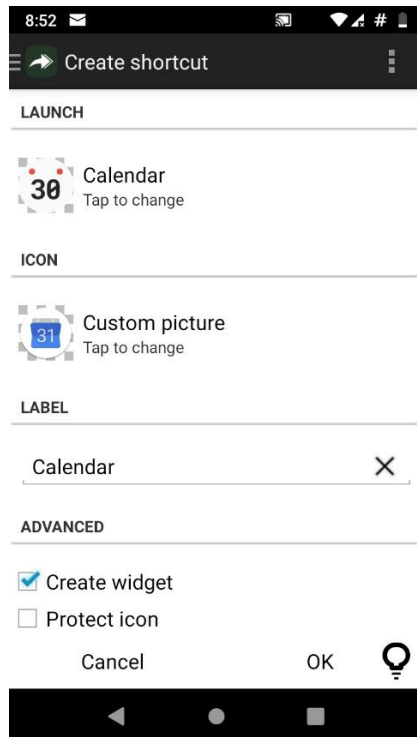 8:52
#
Create shortcut
LAUNCH
30
Calendar
Tap to change
ICON
31
Custom picture
Tap to change
LABEL
Calendar
ADVANCED
Create widget
Protect icon
Cancel OK